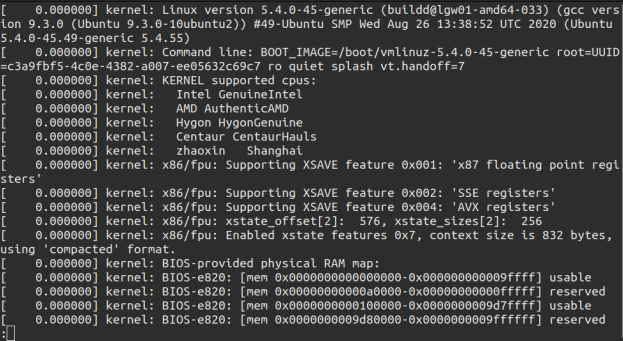 [    0.000000] kernel: Linux version 5.4.0-45-generic (buildd@lgw01-amd64-033) (gcc vers
ion 9.3.0 (Ubuntu 9.3.0-10ubuntu2)) #49-Ubuntu SMP Wed Aug 26 13:38:52 UTC 2020 (Ubuntu
5.4.0-45.49-generic 5.4.55)
[    0.000000] kernel: Command line: BOOT_IMAGE=/boot/vmlinuz-5.4.0-45-generic root=UUID
=c3a9fbf5-4c0e-4382-a007-ee05632c69c7 ro quiet splash vt.handoff=7
[    0.000000] kernel: KERNEL supported cpus:
[    0.000000] kernel:   Intel GenuineIntel
[    0.000000] kernel:   AMD AuthenticAMD
[    0.000000] kernel:   Hygon HygonGenuine
[    0.000000] kernel:   Centaur CentaurHauls
[    0.000000] kernel:   zhaoxin   Shanghai
[    0.000000] kernel: x86/fpu: Supporting XSAVE feature 0x001: 'x87 floating point regi
sters'
[    0.000000] kernel: x86/fpu: Supporting XSAVE feature 0x002: 'SSE registers'
[    0.000000] kernel: x86/fpu: Supporting XSAVE feature 0x004: 'AVX registers'
[    0.000000] kernel: x86/fpu: xstate_offset[2]:  576, xstate_sizes[2]:  256
[    0.000000] kernel: x86/fpu: Enabled xstate features 0x7, context size is 832 bytes,
using 'compacted' format.
[    0.000000] kernel: BIOS-provided physical RAM map:
[    0.000000] kernel: BIOS-e820: [mem 0x0000000000000000-0x000000000009ffff] usable
[    0.000000] kernel: BIOS-e820: [mem 0x00000000000a0000-0x00000000000fffff] reserved
[    0.000000] kernel: BIOS-e820: [mem 0x0000000000100000-0x000000009d7fffff] usable
[    0.000000] kernel: BIOS-e820: [mem 0x000000009d800000-0x000000009fffffff] reserved
: